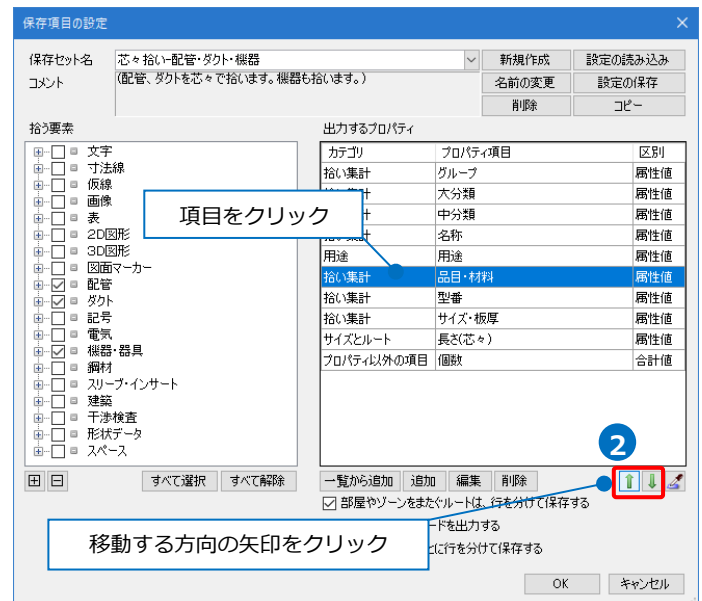 保存項目の設定
保存セット名 芯々拾い-配管・ダクト・機器 新規作成 設定の読み込み
コメント (配管、ダクトを芯々で拾います。機器も拾います。) 名前の変更 設定の保存
削除 コピー
拾う要素 出力するプロパティ
文字
寸法線
仮線
画像
表
2D図形
3D図形
図面マーカー
配管
ダクト
記号
電気
機器・器具
鋼材
スリーブ・インサート
建築
干渉検査
形状データ
スペース
カテゴリ プロパティ項目 区別
拾い集計 グループ 属性値
大分類 属性値
中分類 属性値
名称 属性値
用途 用途 属性値
拾い集計 品目・材料 属性値
拾い集計 型番 属性値
拾い集計 サイズ・板厚 属性値
サイズとルート 長さ(芯々) 属性値
プロパティ以外の項目 個数 合計値
項目をクリック
2
すべて選択 すべて解除 一覧から追加 追加 編集 削除
部屋やゾーンをまたぐルートは、行を分けて保存する
ードを出力する
とに行を分けて保存する
移動する方向の矢印をクリック
OK キャンセル